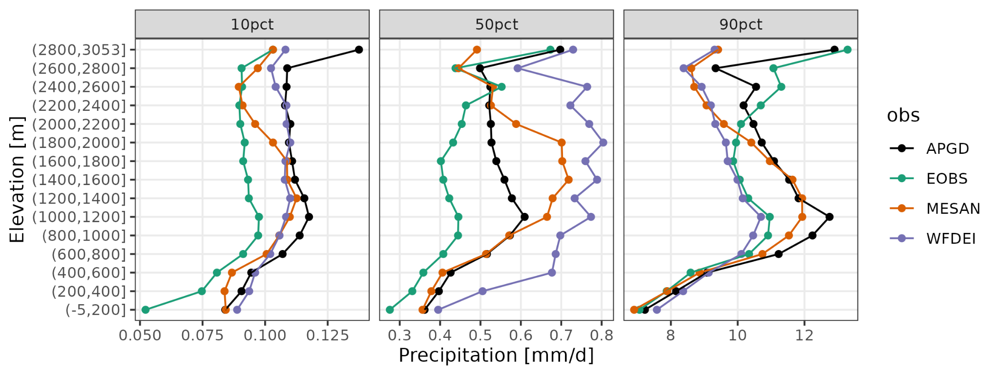 10pct
50pct
90pct
Elevation [m]
(2800,3053]
(2600,2800]
(2400,2600]
(2200,2400]
(2000,2200]
(1800,2000]
(1600,1800]
(1400,1600]
(1200,1400]
(1000,1200]
(800,1000]
(600,800]
(400,600]
(200,400]
(-5,200]
0.050 0.075 0.100 0.125
0.3 0.4 0.5 0.6 0.7 0.8
8 10 12
Precipitation [mm/d]
obs
APGD
EOBS
MESAN
WFDEI